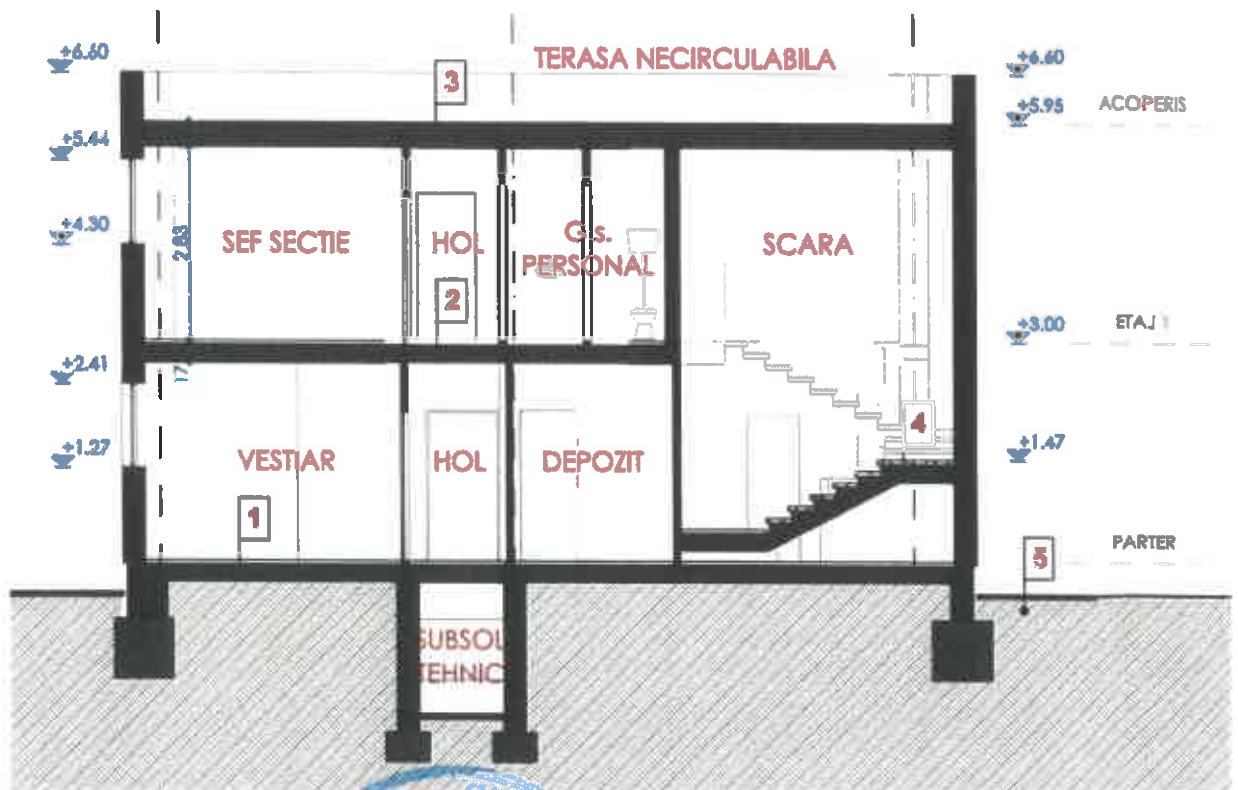 +6.60
TERASA NECIRCULABILA
+6.60
3
+5.95 ACOPERIS
+5.44
+4.30
2.83
SEF SECTIE
HOL
G.s.
PERSONAL
SCARA
2
+3.00 ETAJ 1
+2.41
4
+1.27
VESTIAR
HOL
DEPOZIT
+1.47
1
5
PARTER
SUBSOL
TEHNIC